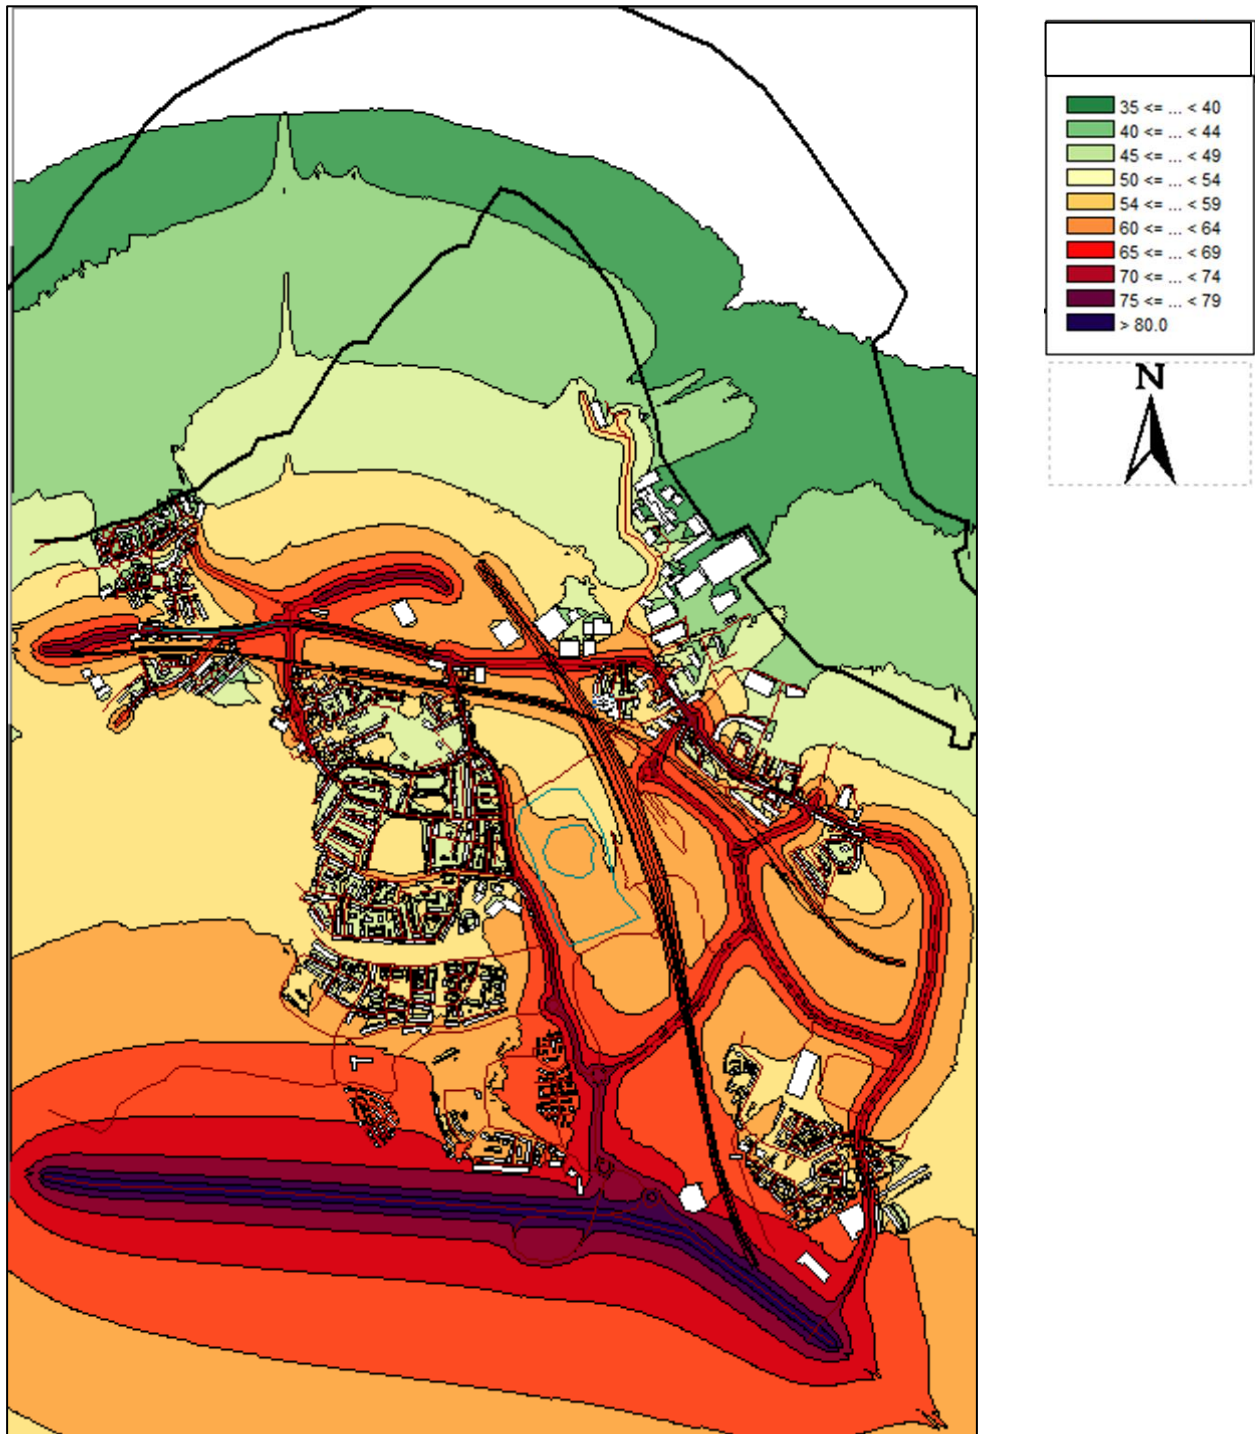 35 <= ... < 40
40 <= ... < 44
45 <= ... < 49
50 <= ... < 54
54 <= ... < 59
60 <= ... < 64
65 <= ... < 69
70 <= ... < 74
75 <= ... < 79
> 80.0
N